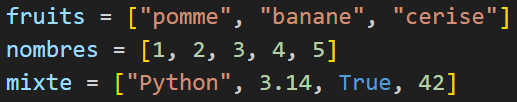 fruits = ["pomme", "banane", "cerise"]
nombres = [1, 2, 3, 4, 5]
mixte = ["Python", 3.14, True, 42]